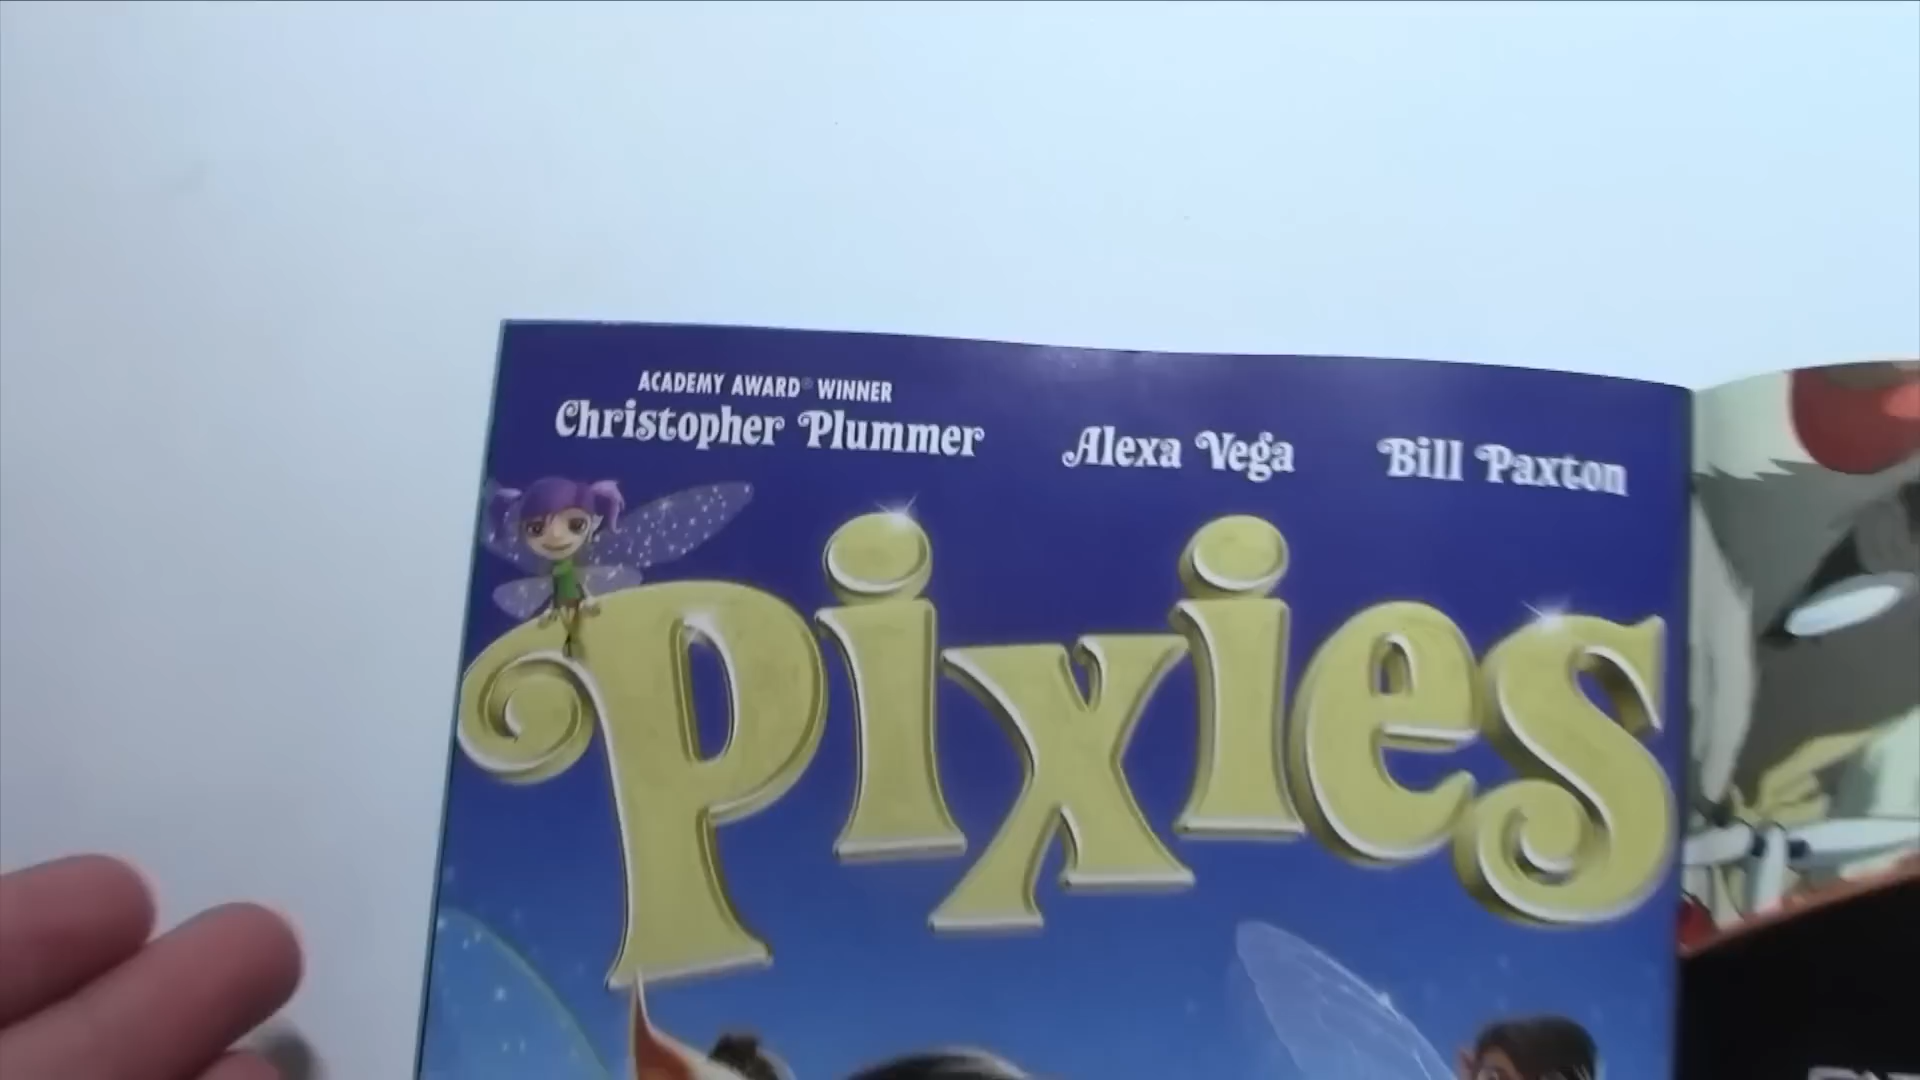 ACADEMY AWARD® WINNER
Christopher Plummer
Alexa Vega
Bill Paxton
Pixies